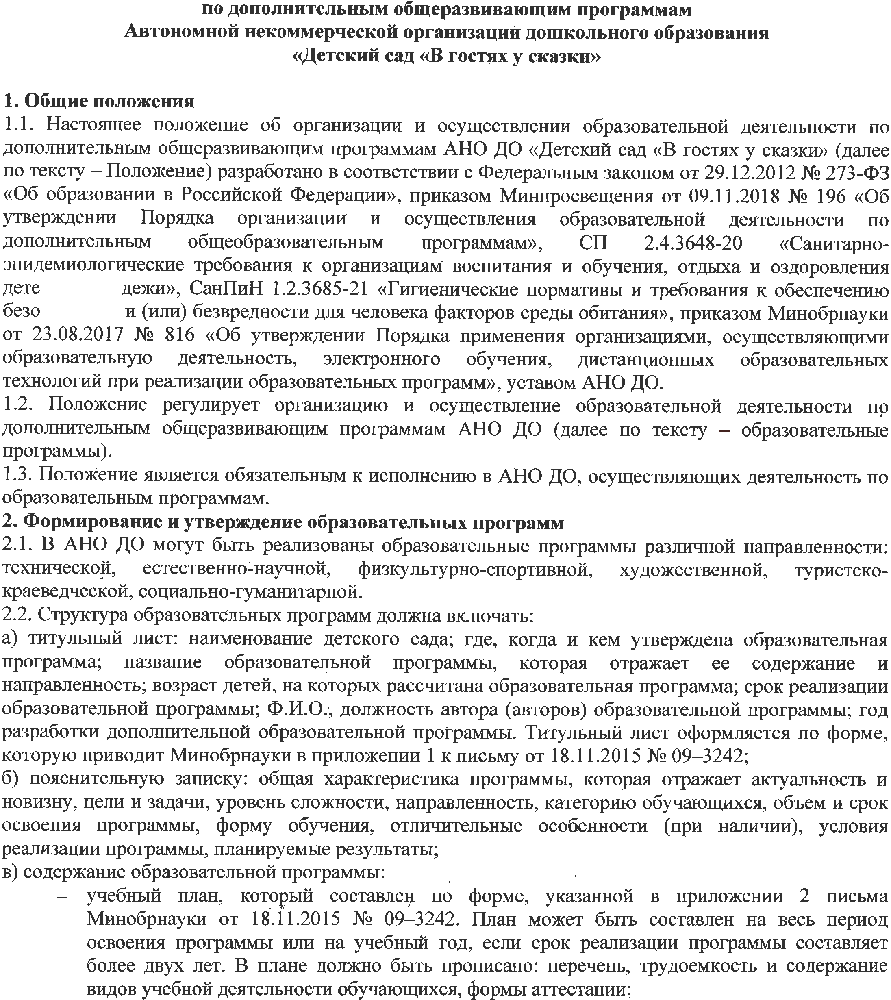 по дополнительным общеразвивающим программам
Автономной некоммерческой организации дошкольного образования
«Детский сад «В гостях у сказки»
1. Общие положения
1.1. Настоящее положение об организации и осуществлении образовательной деятельности по
дополнительным общеразвивающим программам АНО ДО «Детский сад «В гостях у сказки» (далее
по тексту – Положение) разработано в соответствии с Федеральным законом от 29.12.2012 № 273-ФЗ
«Об образовании в Российской Федерации», приказом Минпросвещения от 09.11.2018 № 196 «Об
утверждении Порядка организации и осуществления образовательной деятельности по
дополнительным общеобразовательным программам», СП 2.4.3648-20 «Санитарно-
эпидемиологические требования к организациям воспитания и обучения, отдыха и оздоровления
дете дежи», СанПиН 1.2.3685-21 «Гигиенические нормативы и требования к обеспечению
безо и (или) безвредности для человека факторов среды обитания», приказом Минобрнауки
от 23.08.2017 № 816 «Об утверждении Порядка применения организациями, осуществляющими
образовательную деятельность, электронного обучения, дистанционных образовательных
технологий при реализации образовательных программ», уставом АНО ДО.
1.2. Положение регулирует организацию и осуществление образовательной деятельности по
дополнительным общеразвивающим программам АНО ДО (далее по тексту – образовательные
программы).
1.3. Положение является обязательным к исполнению в АНО ДО, осуществляющих деятельность по
образовательным программам.
2. Формирование и утверждение образовательных программ
2.1. В АНО ДО могут быть реализованы образовательные программы различной направленности:
технической, естественно-научной, физкультурно-спортивной, художественной, туристско-
краеведческой, социально-гуманитарной.
2.2. Структура образовательных программ должна включать:
а) титульный лист: наименование детского сада; где, когда и кем утверждена образовательная
программа; название образовательной программы, которая отражает ее содержание и
направленность; возраст детей, на которых рассчитана образовательная программа; срок реализации
образовательной программы; Ф.И.О., должность автора (авторов) образовательной программы; год
разработки дополнительной образовательной программы. Титульный лист оформляется по форме,
которую приводит Минобрнауки в приложении 1 к письму от 18.11.2015 № 09–3242;
б) пояснительную записку: общая характеристика программы, которая отражает актуальность и
новизну, цели и задачи, уровень сложности, направленность, категорию обучающихся, объем и срок
освоения программы, форму обучения, отличительные особенности (при наличии), условия
реализации программы, планируемые результаты;
в) содержание образовательной программы:
– учебный план, который составлен по форме, указанной в приложении 2 письма
Минобрнауки от 18.11.2015 № 09–3242. План может быть составлен на весь период
освоения программы или на учебный год, если срок реализации программы составляет
более двух лет. В плане должно быть прописано: перечень, трудоемкость и содержание
видов учебной деятельности обучающихся, формы аттестации;